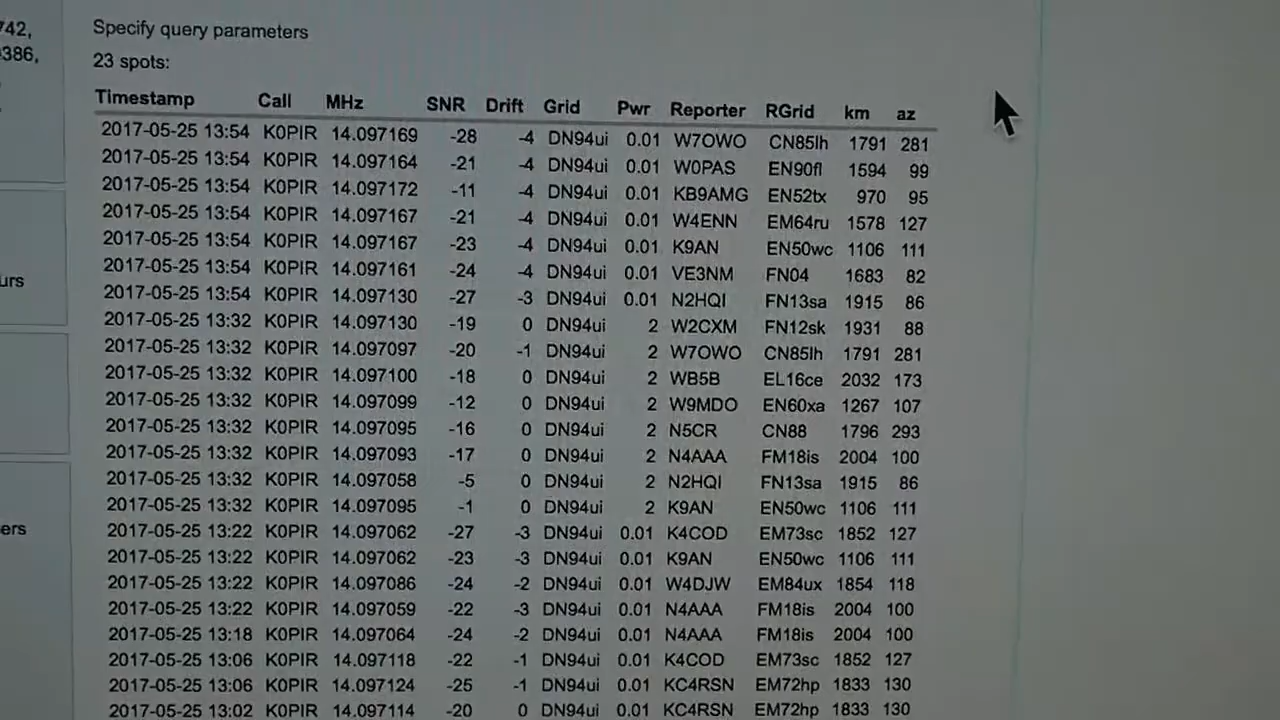 742,
386,
urs
ers
Specify query parameters
23 spots:
Timestamp Call MHz SNR Drift Grid Pwr Reporter RGrid km az
2017-05-25 13:54 K0PIR 14.097169 -28 -4 DN94ui 0.01 W7OWO CN85lh 1791 281
2017-05-25 13:54 K0PIR 14.097164 -21 -4 DN94ui 0.01 W0PAS EN90fl 1594 99
2017-05-25 13:54 K0PIR 14.097172 -11 -4 DN94ui 0.01 KB9AMG EN52tx 970 95
2017-05-25 13:54 K0PIR 14.097167 -21 -4 DN94ui 0.01 W4ENN EM64ru 1578 127
2017-05-25 13:54 K0PIR 14.097167 -23 -4 DN94ui 0.01 K9AN EN50wc 1106 111
2017-05-25 13:54 K0PIR 14.097161 -24 -4 DN94ui 0.01 VE3NM FN04 1683 82
2017-05-25 13:54 K0PIR 14.097130 -27 -3 DN94ui 0.01 N2HQI FN13sa 1915 86
2017-05-25 13:32 K0PIR 14.097130 -19 0 DN94ui 2 W2CXM FN12sk 1931 88
2017-05-25 13:32 K0PIR 14.097097 -20 -1 DN94ui 2 W7OWO CN85lh 1791 281
2017-05-25 13:32 K0PIR 14.097100 -18 0 DN94ui 2 WB5B EL16ce 2032 173
2017-05-25 13:32 K0PIR 14.097099 -12 0 DN94ui 2 W9MDO EN60xa 1267 107
2017-05-25 13:32 K0PIR 14.097095 -16 0 DN94ui 2 N5CR CN88 1796 293
2017-05-25 13:32 K0PIR 14.097093 -17 0 DN94ui 2 N4AAA FM18is 2004 100
2017-05-25 13:32 K0PIR 14.097058 -5 0 DN94ui 2 N2HQI FN13sa 1915 86
2017-05-25 13:32 K0PIR 14.097095 -1 0 DN94ui 2 K9AN EN50wc 1106 111
2017-05-25 13:22 K0PIR 14.097062 -27 -3 DN94ui 0.01 K4COD EM73sc 1852 127
2017-05-25 13:22 K0PIR 14.097062 -23 -3 DN94ui 0.01 K9AN EN50wc 1106 111
2017-05-25 13:22 K0PIR 14.097086 -24 -2 DN94ui 0.01 W4DJW EM84ux 1854 118
2017-05-25 13:22 K0PIR 14.097059 -22 -3 DN94ui 0.01 N4AAA FM18is 2004 100
2017-05-25 13:18 K0PIR 14.097064 -24 -2 DN94ui 0.01 N4AAA FM18is 2004 100
2017-05-25 13:06 K0PIR 14.097118 -22 -1 DN94ui 0.01 K4COD EM73sc 1852 127
2017-05-25 13:06 K0PIR 14.097124 -25 -1 DN94ui 0.01 KC4RSN EM72hp 1833 130
2017-05-25 13:02 K0PIR 14.097114 -20 0 DN94ui 0.01 KC4RSN EM72hp 1833 130